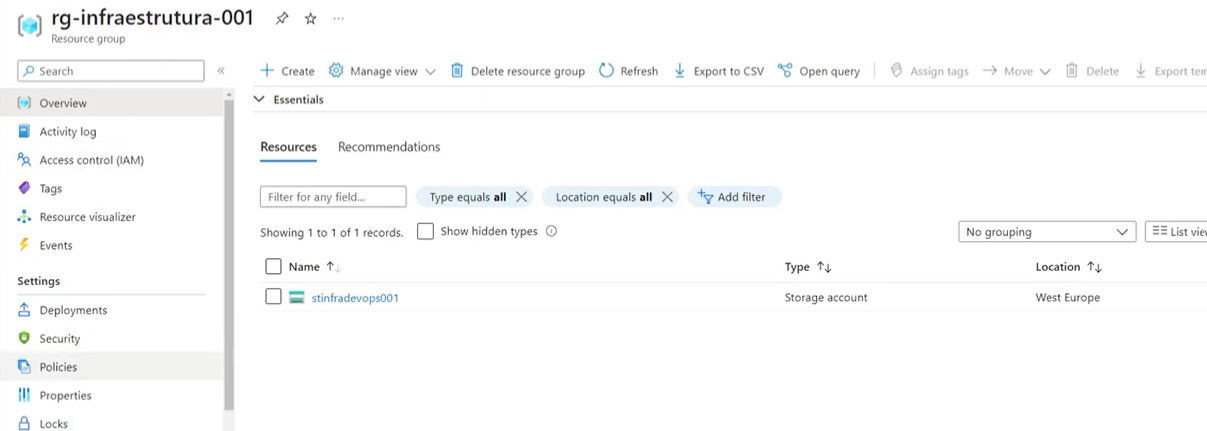 rg-infraestrutura-001
Resource group
Search
Create Manage view Delete resource group Refresh Export to CSV Open query Assign tags Move Delete Export tem
Essentials
Overview
Activity log
Access control (IAM)
Tags
Resource visualizer
Events
Settings
Deployments
Security
Policies
Properties
Locks
Resources Recommendations
Filter for any field... Type equals all Location equals all Add filter
Showing 1 to 1 of 1 records. Show hidden types No grouping List view
Name Type Location
stinfradevops001 Storage account West Europe